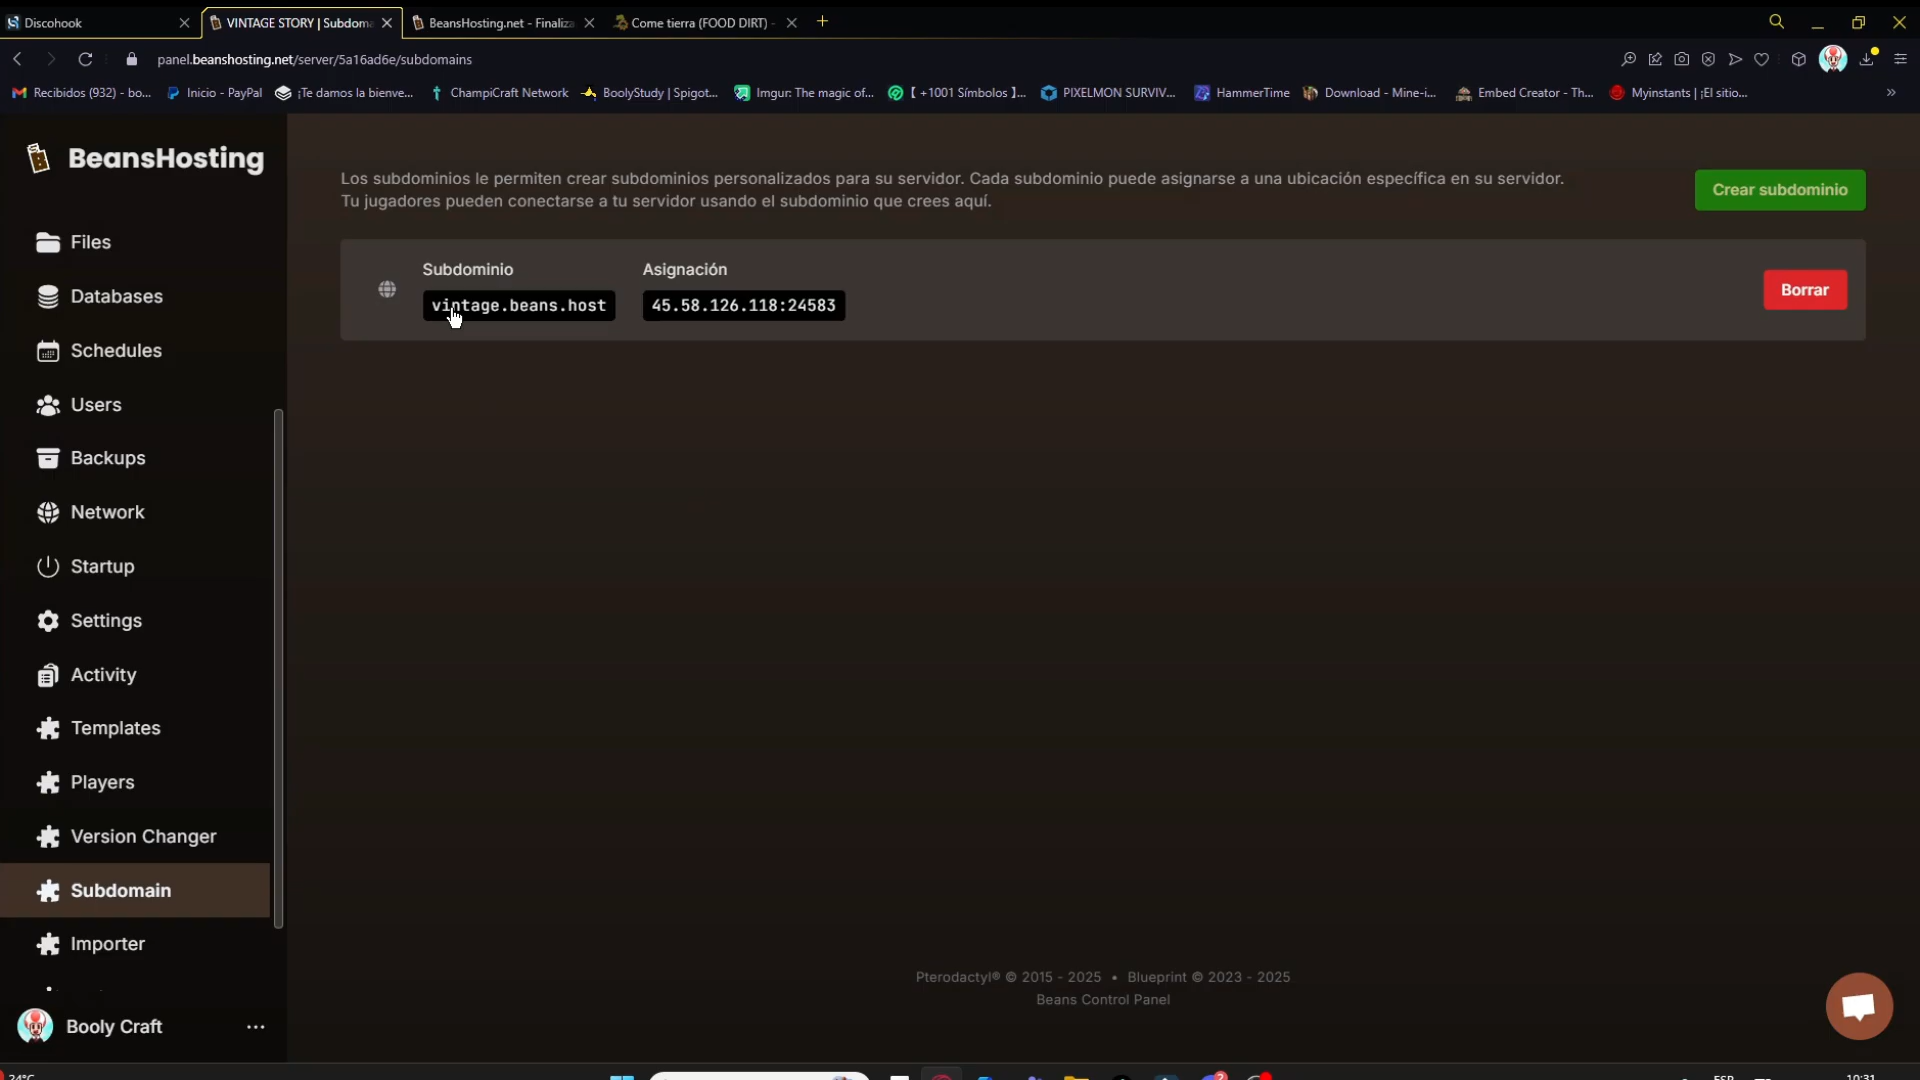 Discohook
VINTAGE STORY | Subdom
BeansHosting.net - Finaliza
Come tierra (FOOD DIRT) -
panel.beanshosting.net/server/5a16ad6e/subdomains
Recibidos (932) - bo...
Inicio - PayPal
¡Te damos la bienve...
ChampiCraft Network
BoolyStudy | Spigot...
Imgur: The magic of...
【 +1001 Símbolos 】...
PIXELMON SURVIV...
HammerTime
Download - Mine-i...
Embed Creator - Th...
Myinstants | ¡El sitio...
BeansHosting
Files
Databases
Schedules
Users
Backups
Network
Startup
Settings
Activity
Templates
Players
Version Changer
Subdomain
Importer
Booly Craft
Los subdominios le permiten crear subdominios personalizados para su servidor. Cada subdominio puede asignarse a una ubicación específica en su servidor.
Tu jugadores pueden conectarse a tu servidor usando el subdominio que crees aquí.
Crear subdominio
Subdominio
Asignación
vintage.beans.host
45.58.126.118:24583
Borrar
Pterodactyl® © 2015 - 2025 • Blueprint © 2023 - 2025
Beans Control Panel
24°C
2
ESP
10:31